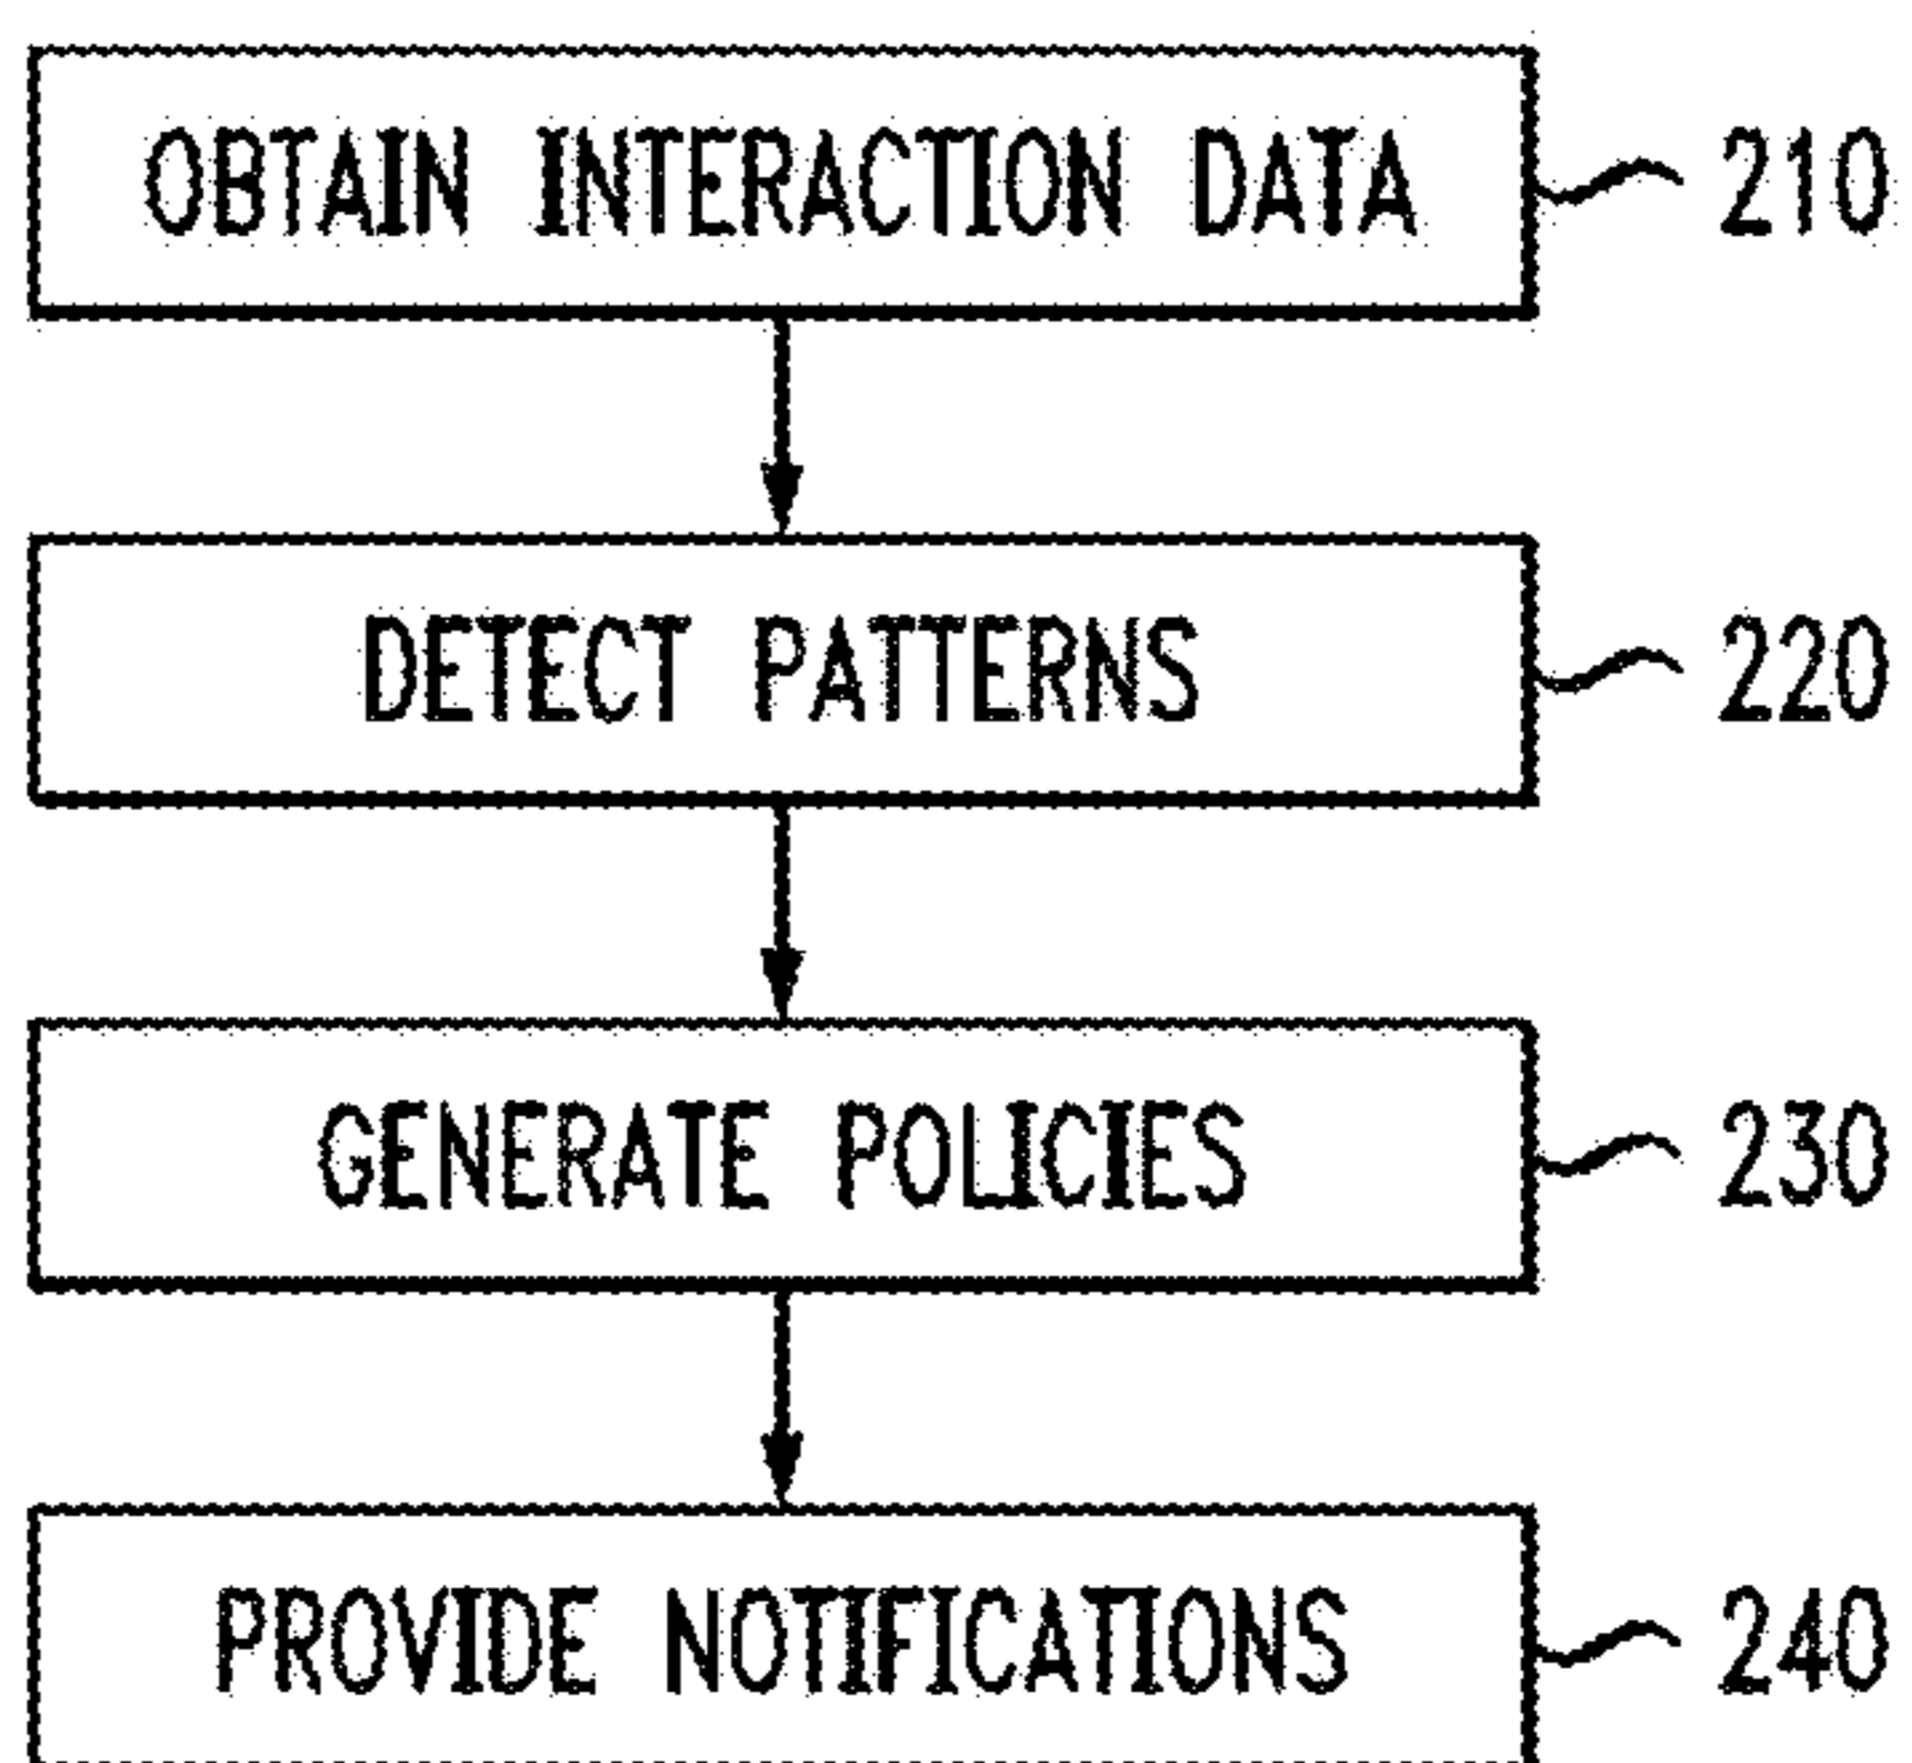 OBTAIN INTERACTION DATA 210
DETECT PATTERNS 220
GENERATE POLICIES 230
PROVIDE NOTIFICATIONS 240